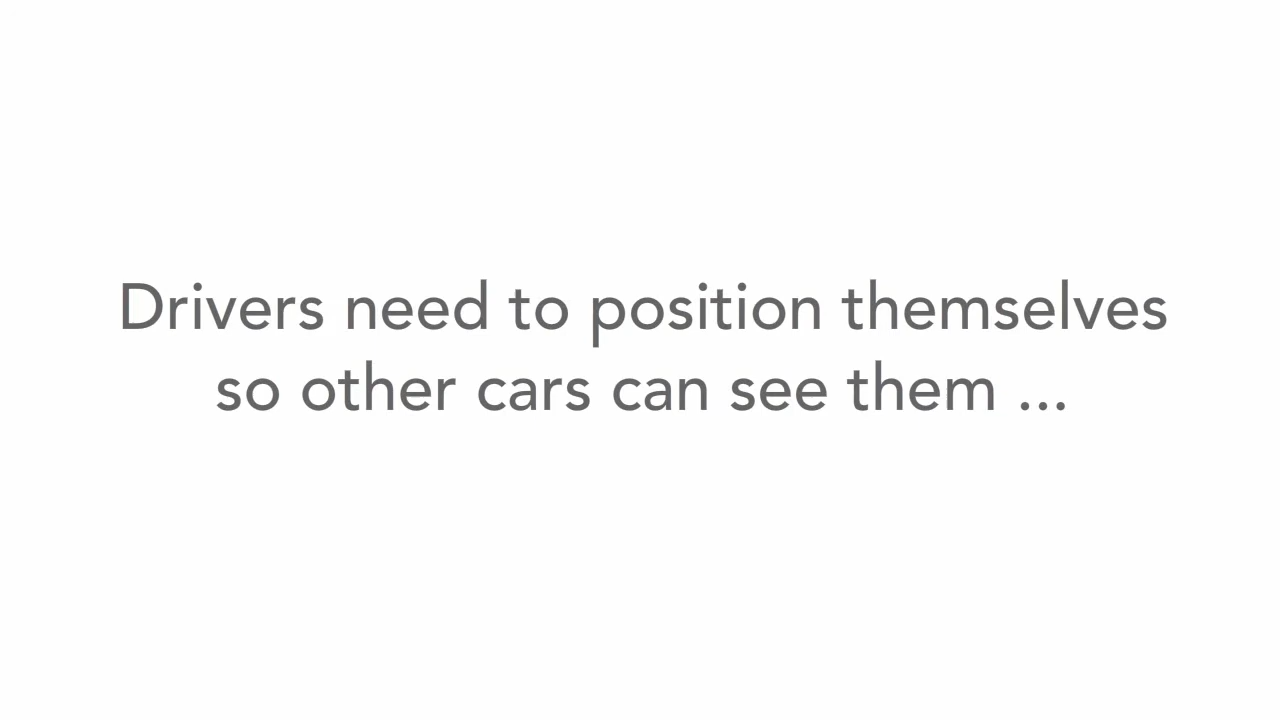 Drivers need to position themselves
so other cars can see them ...